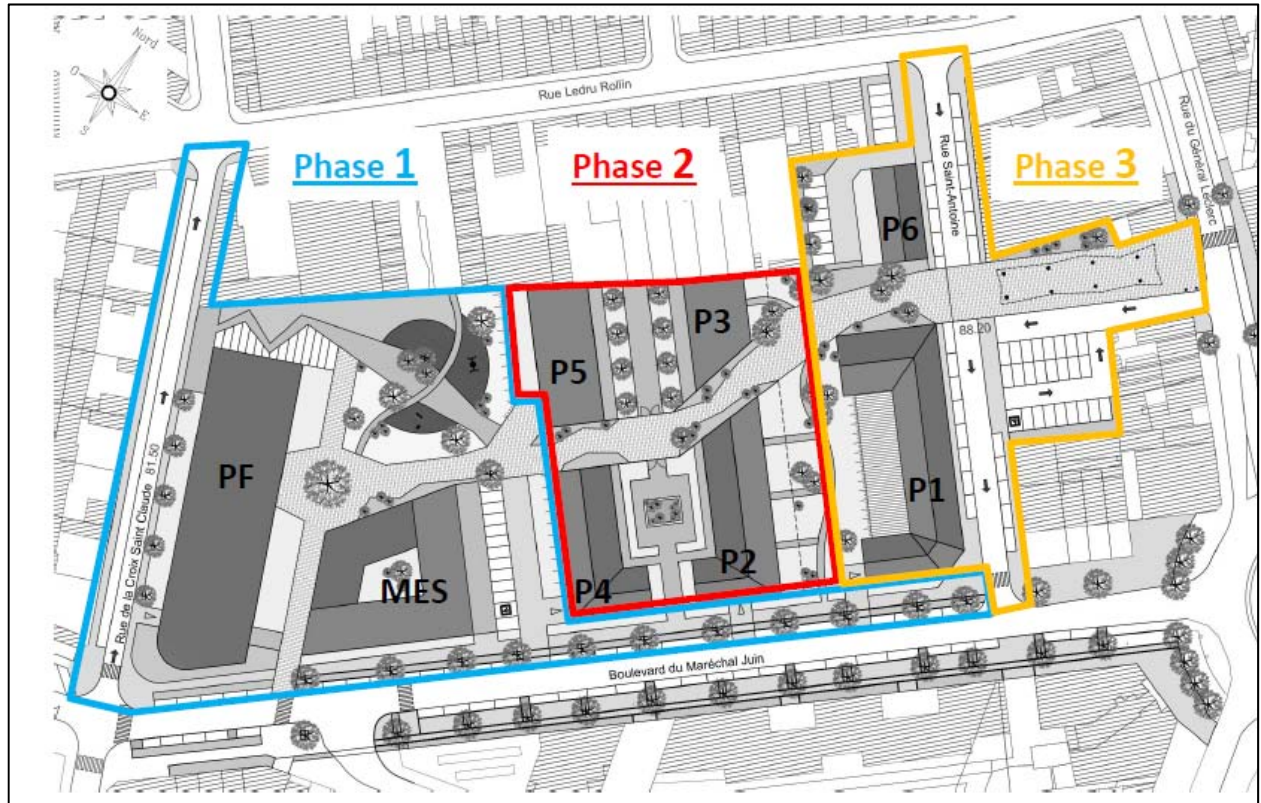 Nord
O
E
S
Rue Ledru Rollin
Phase 1
Phase 2
Phase 3
Rue Saint-Antoine
Rue du Général Leclerc
P6
P3
P5
88.20
PF
P1
Rue de la Croix Saint Claude 81.50
MES
P4
P2
Boulevard du Maréchal Juin